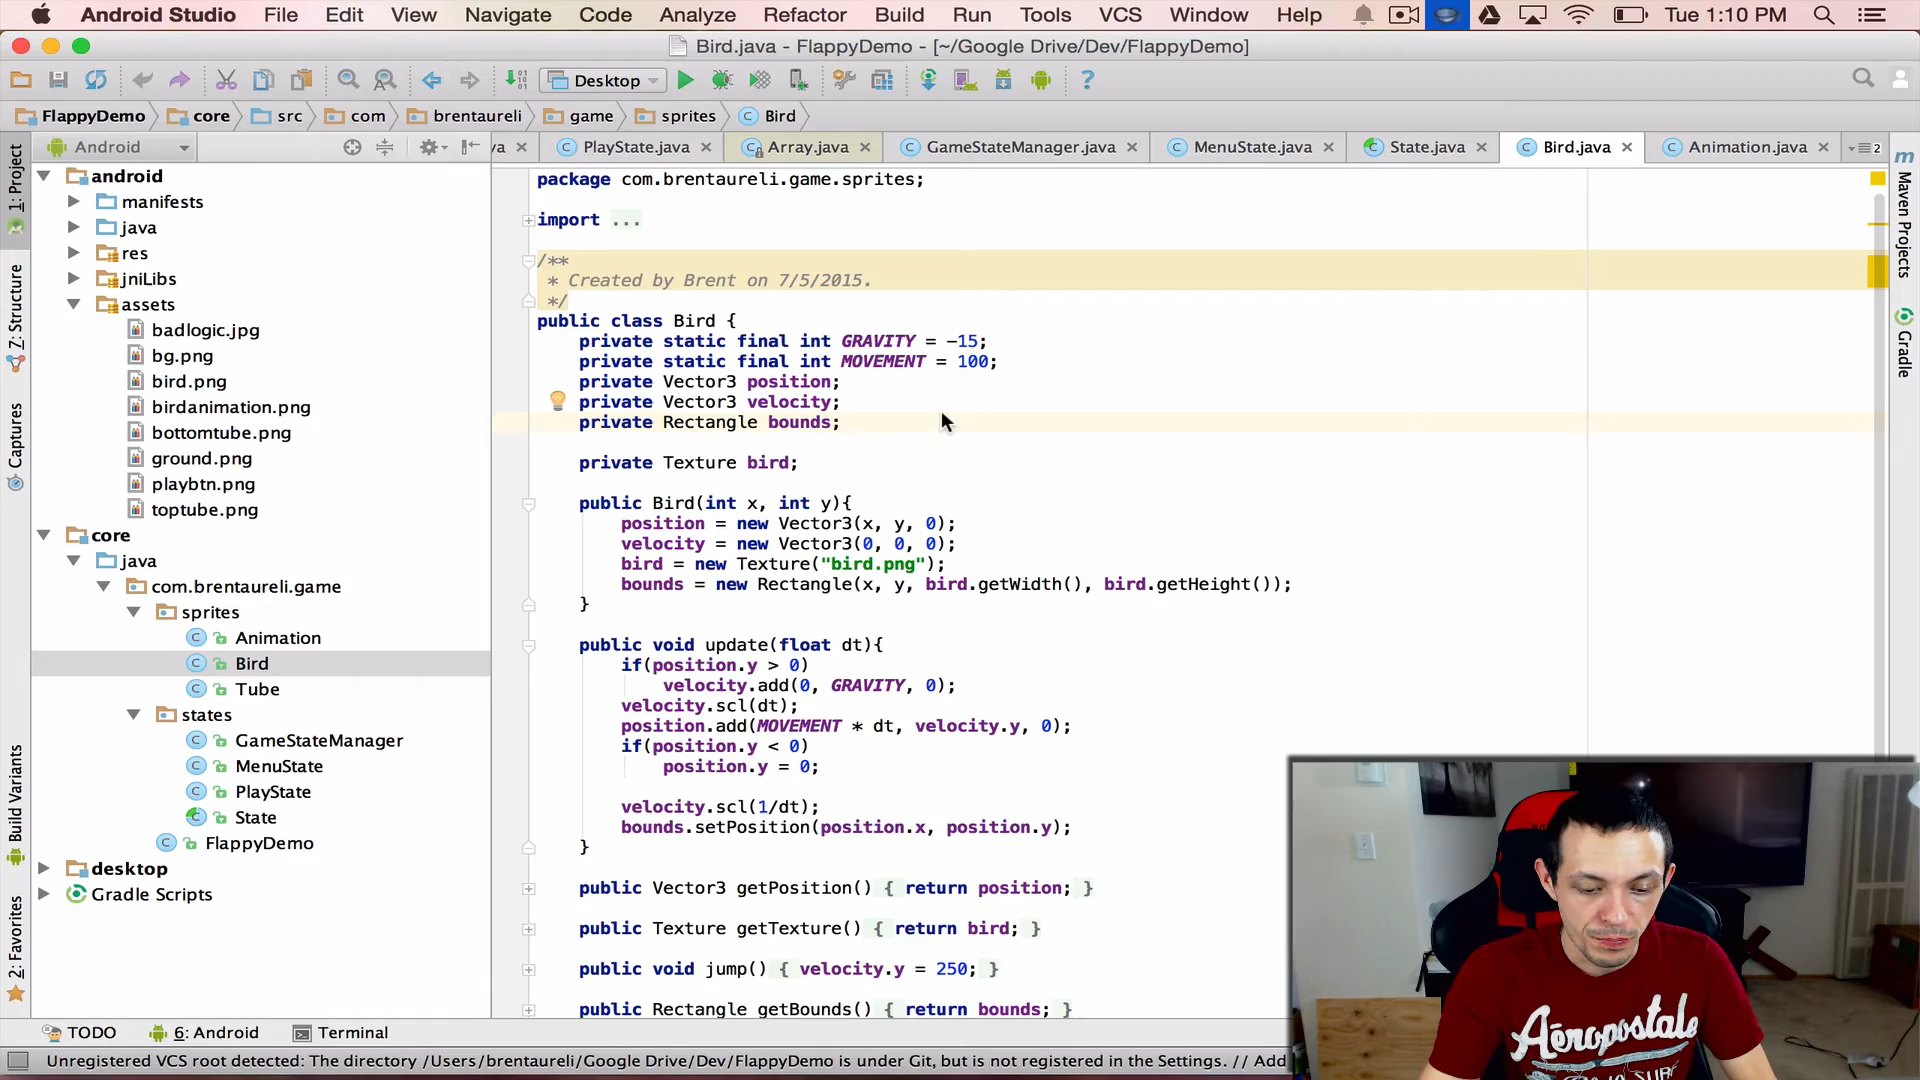 Android Studio File Edit View Navigate Code Analyze Refactor Build Run Tools VCS Window Help Tue 1:10 PM
Bird.java - FlappyDemo - [~/Google Drive/Dev/FlappyDemo]
Desktop
FlappyDemo core src com brentaureli game sprites Bird
Android
va PlayState.java Array.java GameStateManager.java MenuState.java State.java Bird.java Animation.java 2
1: Project
7: Structure
Captures
Build Variants
2: Favorites
android
manifests
java
res
jniLibs
assets
badlogic.jpg
bg.png
bird.png
birdanimation.png
bottomtube.png
ground.png
playbtn.png
toptube.png
core
java
com.brentaureli.game
sprites
Animation
Bird
Tube
states
GameStateManager
MenuState
PlayState
State
FlappyDemo
desktop
Gradle Scripts
package com.brentaureli.game.sprites;
import ...
/**
* Created by Brent on 7/5/2015.
*/
public class Bird {
private static final int GRAVITY = -15;
private static final int MOVEMENT = 100;
private Vector3 position;
private Vector3 velocity;
private Rectangle bounds;
private Texture bird;
public Bird(int x, int y){
position = new Vector3(x, y, 0);
velocity = new Vector3(0, 0, 0);
bird = new Texture("bird.png");
bounds = new Rectangle(x, y, bird.getWidth(), bird.getHeight());
}
public void update(float dt){
if(position.y > 0)
velocity.add(0, GRAVITY, 0);
velocity.scl(dt);
position.add(MOVEMENT * dt, velocity.y, 0);
if(position.y < 0)
position.y = 0;
velocity.scl(1/dt);
bounds.setPosition(position.x, position.y);
}
public Vector3 getPosition() { return position; }
public Texture getTexture() { return bird; }
public void jump() { velocity.y = 250; }
public Rectangle getBounds() { return bounds; }
m Maven Projects
Gradle
Aéropostale
TODO 6: Android Terminal
Unregistered VCS root detected: The directory /Users/brentaureli/Google Drive/Dev/FlappyDemo is under Git, but is not registered in the Settings. // Add